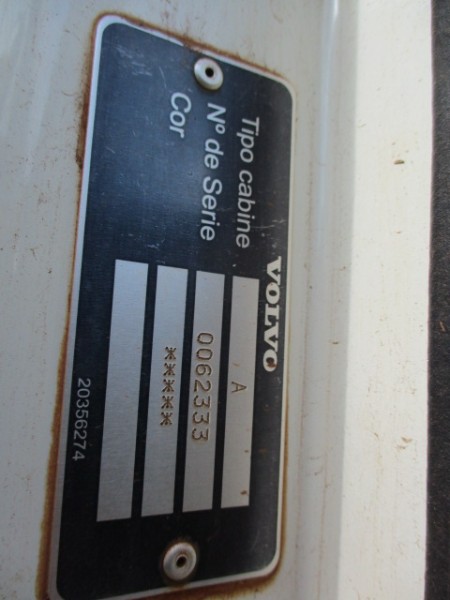 VOLVO
Tipo cabine A
Nº de Serie 0062333
Cor ******
20356274